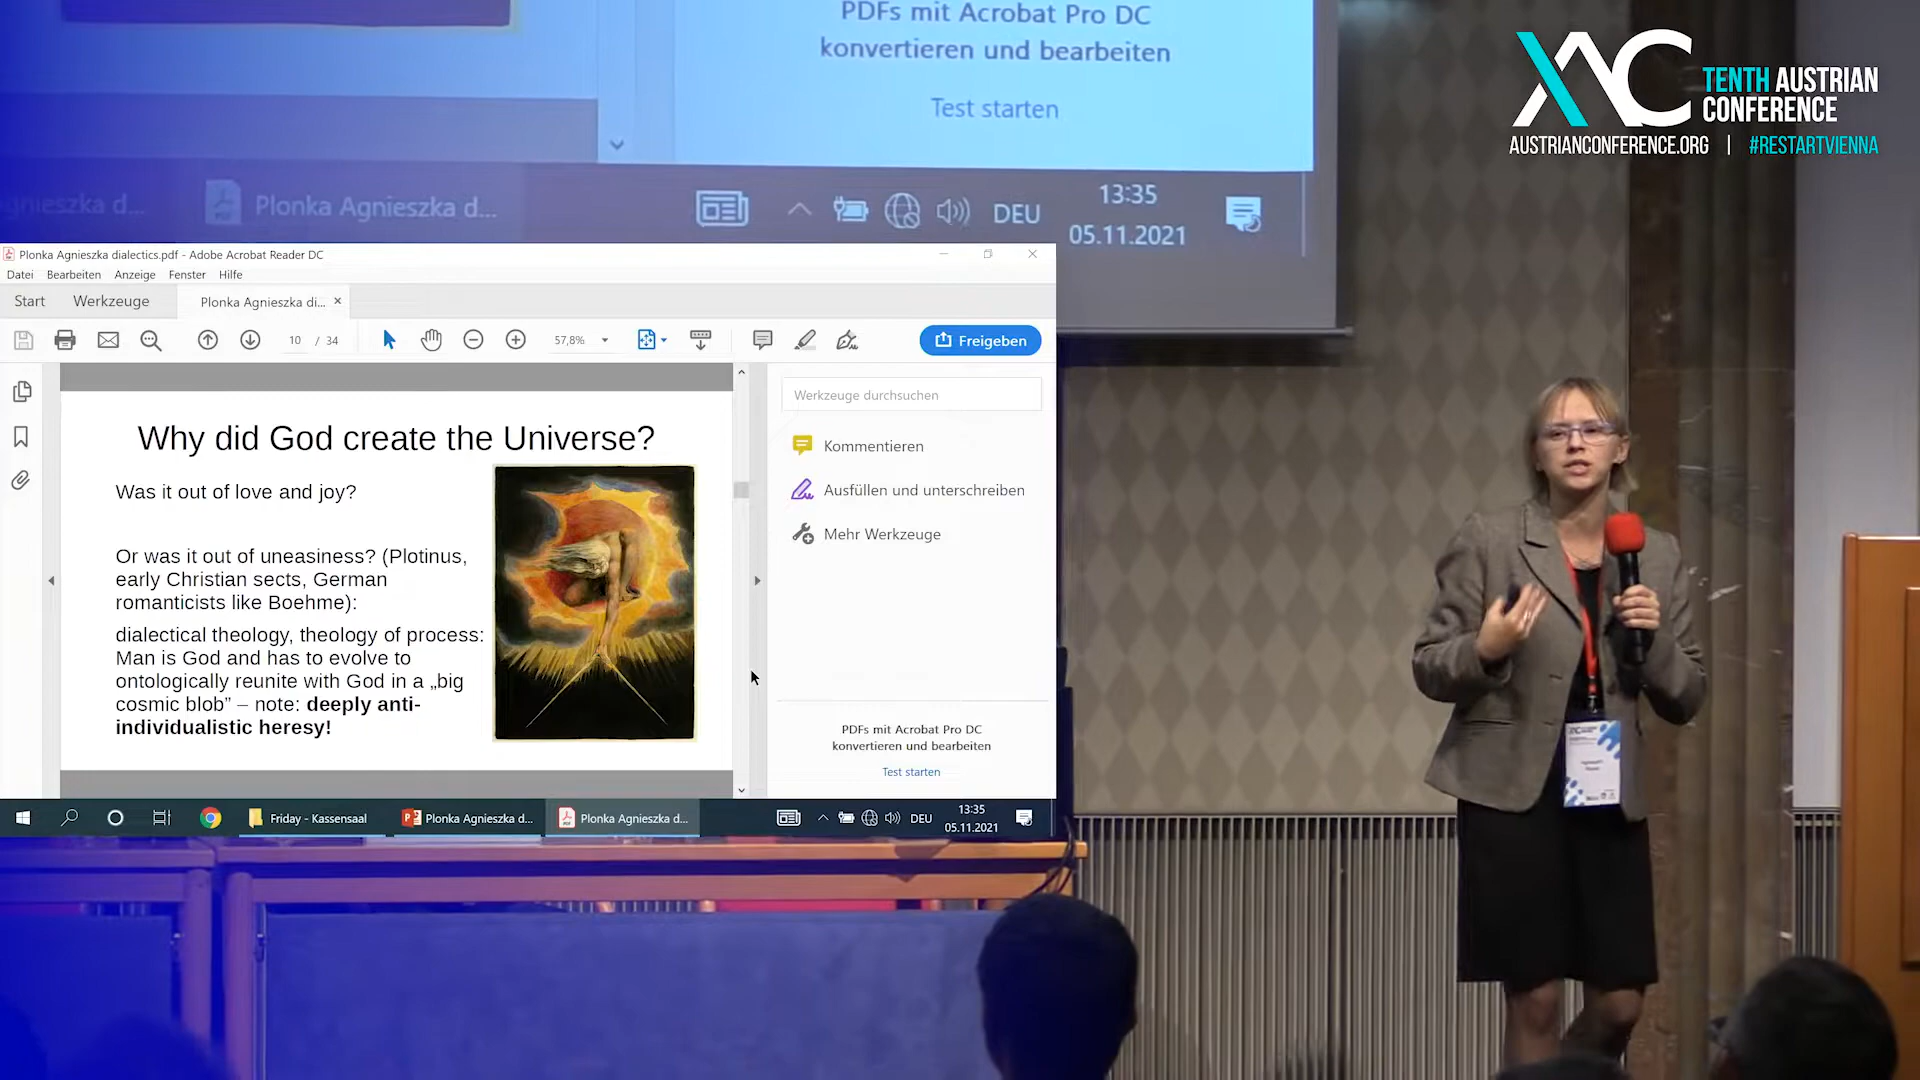 PDFs mit Acrobat Pro DC
konvertieren und bearbeiten
Test starten
gnieszka d...
Plonka Agnieszka d...
DEU
13:35
05.11.2021
XAC
TENTH AUSTRIAN
CONFERENCE
AUSTRIANCONFERENCE.ORG | #RESTARTVIENNA
Plonka Agnieszka dialectics.pdf - Adobe Acrobat Reader DC
Datei Bearbeiten Anzeige Fenster Hilfe
Start Werkzeuge Plonka Agnieszka di... ×
10 / 34 57,8% Freigeben
Werkzeuge durchsuchen
Kommentieren
Ausfüllen und unterschreiben
Mehr Werkzeuge
Why did God create the Universe?
Was it out of love and joy?
Or was it out of uneasiness? (Plotinus,
early Christian sects, German
romanticists like Boehme):
dialectical theology, theology of process:
Man is God and has to evolve to
ontologically reunite with God in a „big
cosmic blob” – note: deeply anti-
individualistic heresy!
PDFs mit Acrobat Pro DC
konvertieren und bearbeiten
Test starten
Friday - Kassensaal
Plonka Agnieszka d...
Plonka Agnieszka d...
DEU
13:35
05.11.2021